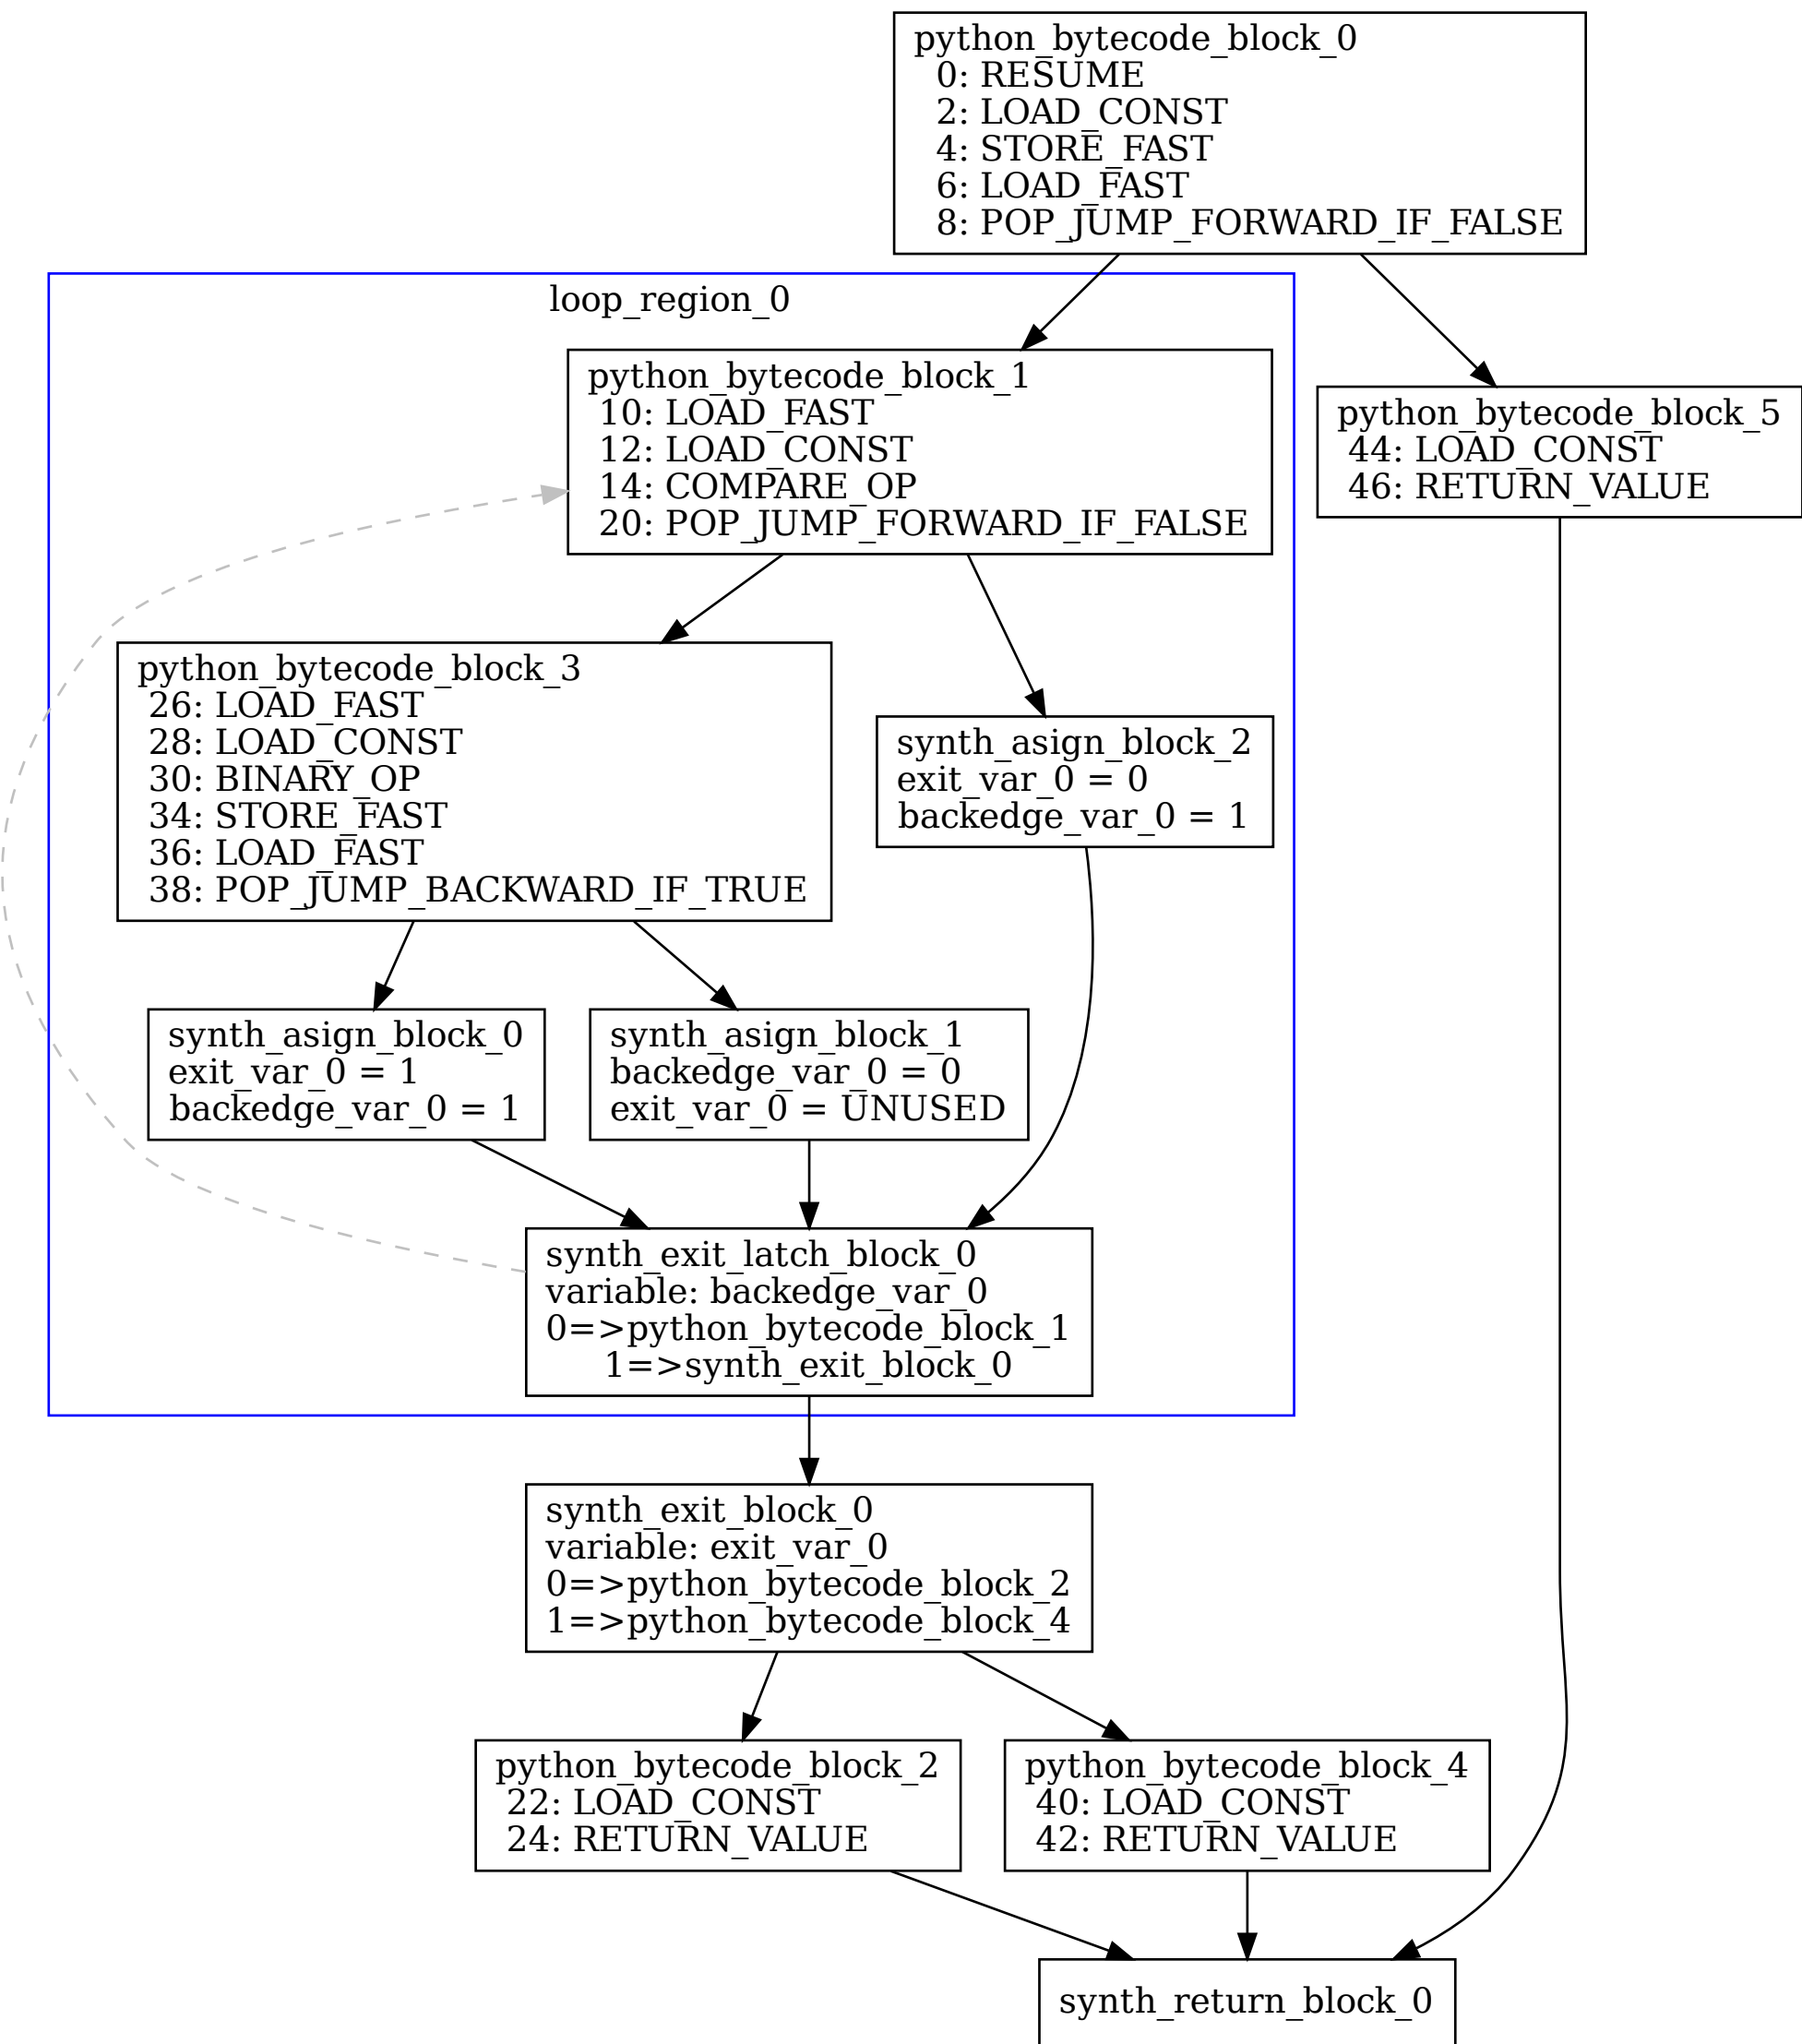 python_bytecode_block_0
0: RESUME
2: LOAD_CONST
4: STORE_FAST
6: LOAD_FAST
8: POP_JUMP_FORWARD_IF_FALSE
loop_region_0
python_bytecode_block_1
10: LOAD_FAST
12: LOAD_CONST
14: COMPARE_OP
20: POP_JUMP_FORWARD_IF_FALSE
python_bytecode_block_5
44: LOAD_CONST
46: RETURN_VALUE
python_bytecode_block_3
26: LOAD_FAST
28: LOAD_CONST
30: BINARY_OP
34: STORE_FAST
36: LOAD_FAST
38: POP_JUMP_BACKWARD_IF_TRUE
synth_asign_block_2
exit_var_0 = 0
backedge_var_0 = 1
synth_asign_block_0
exit_var_0 = 1
backedge_var_0 = 1
synth_asign_block_1
backedge_var_0 = 0
exit_var_0 = UNUSED
synth_exit_latch_block_0
variable: backedge_var_0
0=>python_bytecode_block_1
1=>synth_exit_block_0
synth_exit_block_0
variable: exit_var_0
0=>python_bytecode_block_2
1=>python_bytecode_block_4
python_bytecode_block_2
22: LOAD_CONST
24: RETURN_VALUE
python_bytecode_block_4
40: LOAD_CONST
42: RETURN_VALUE
synth_return_block_0